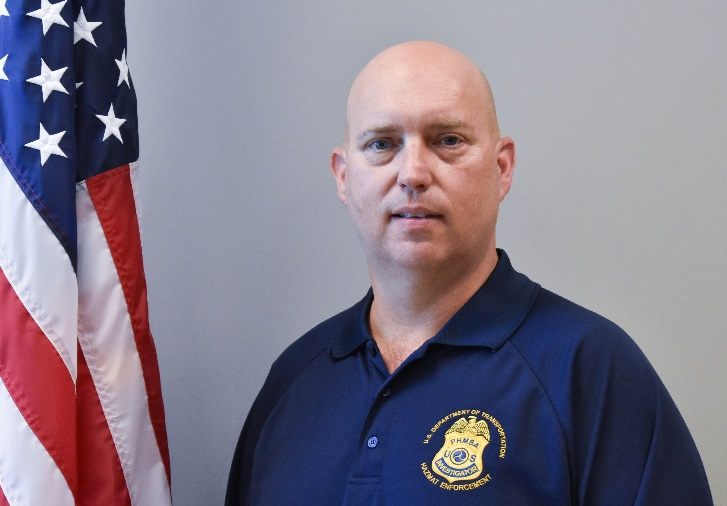 U.S. DEPARTMENT OF TRANSPORTATION
PHMSA
U S
INVESTIGATOR
HAZMAT ENFORCEMENT